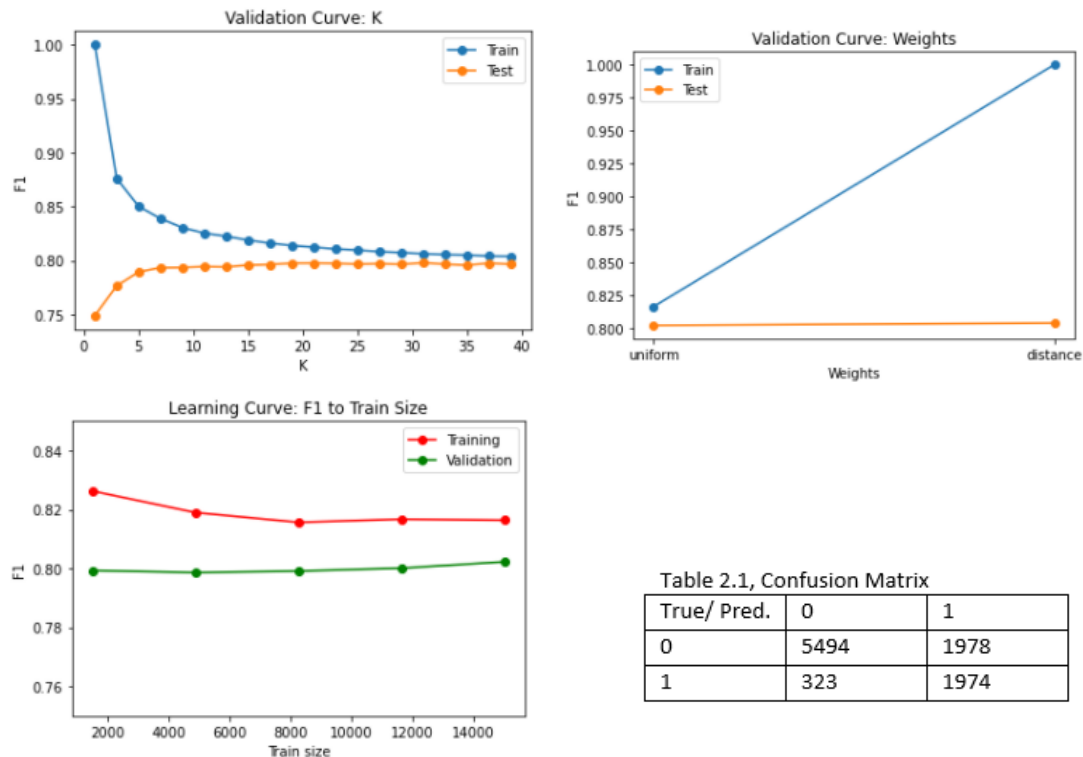 Validation Curve: K
Train
Test
1.00
0.95
0.90
0.85
0.80
0.75
F1
0 5 10 15 20 25 30 35 40
K
Validation Curve: Weights
Train
Test
1.000
0.975
0.950
0.925
0.900
0.875
0.850
0.825
0.800
F1
uniform distance
Weights
Learning Curve: F1 to Train Size
Training
Validation
0.84
0.82
0.80
0.78
0.76
F1
2000 4000 6000 8000 10000 12000 14000
Train size
Table 2.1, Confusion Matrix
True/ Pred. 0 1
0 5494 1978
1 323 1974